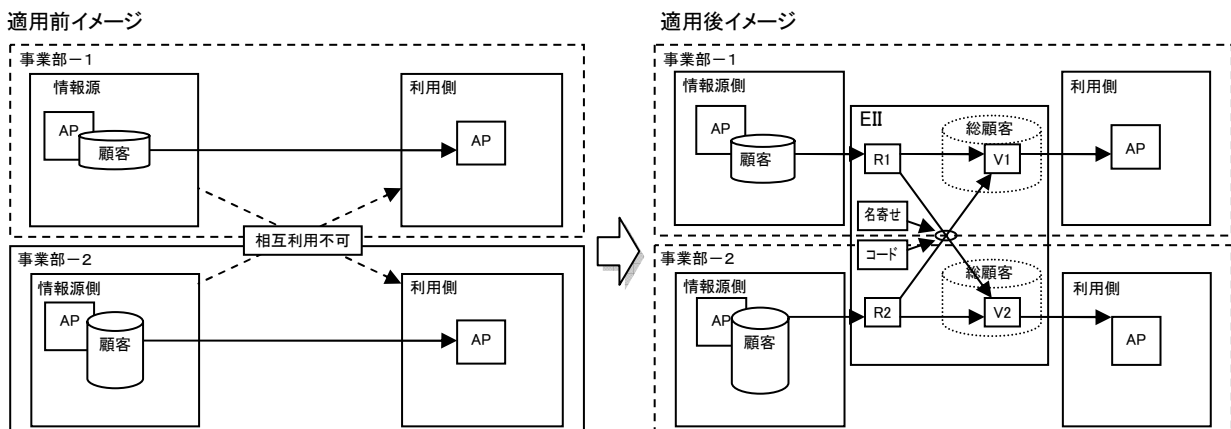 適用前イメージ
事業部－1
情報源
AP
顧客
利用側
AP
相互利用不可
事業部－2
情報源側
AP
顧客
利用側
AP
適用後イメージ
事業部－1
情報源側
AP
顧客
EII
R1
総顧客
V1
利用側
AP
名寄せ
コード
事業部－2
情報源側
AP
顧客
R2
総顧客
V2
利用側
AP